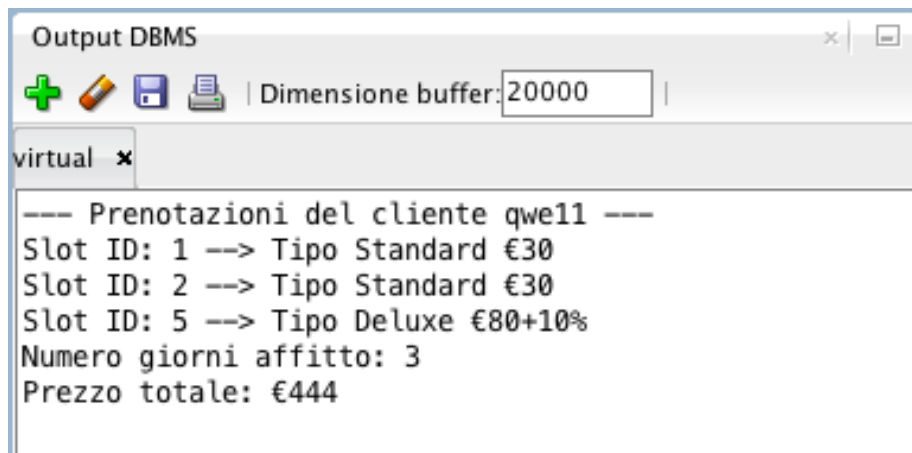 Output DBMS
Dimensione buffer: 20000
virtual
--- Prenotazioni del cliente qwe11 ---
Slot ID: 1 --> Tipo Standard €30
Slot ID: 2 --> Tipo Standard €30
Slot ID: 5 --> Tipo Deluxe €80+10%
Numero giorni affitto: 3
Prezzo totale: €444